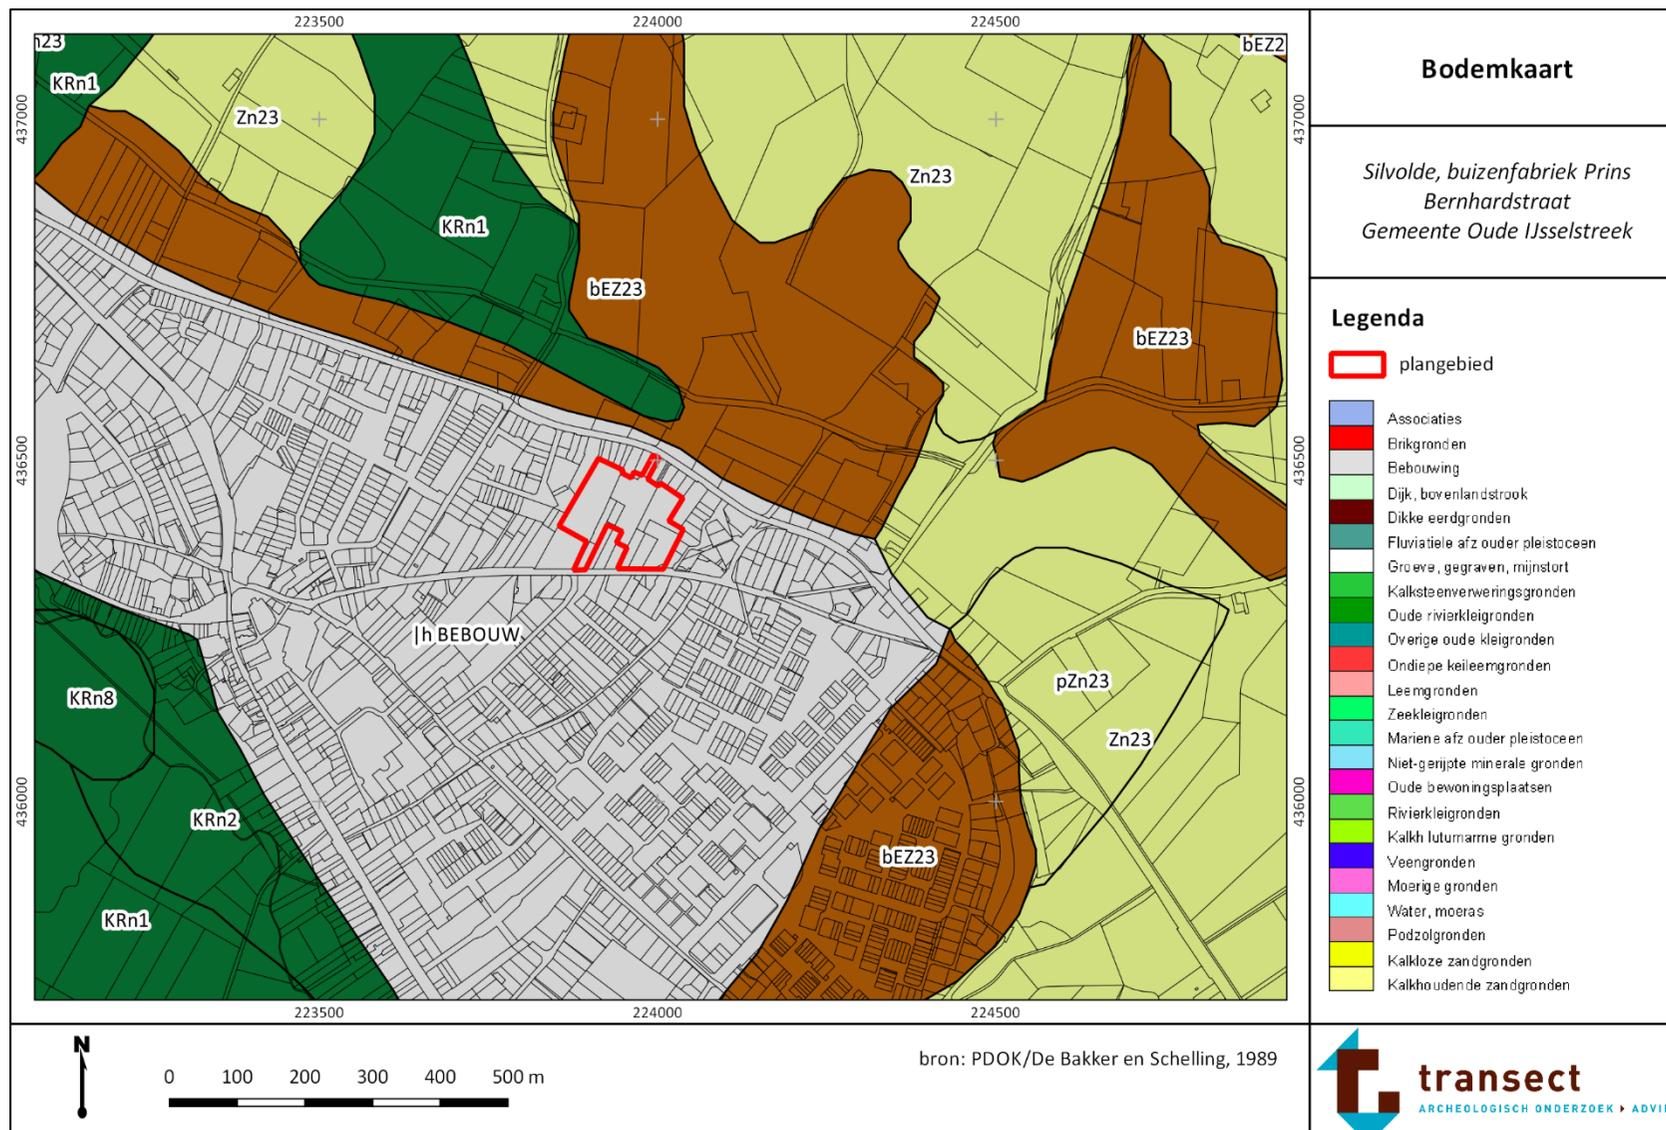 223500
224000
224500
437000
436500
436000
437000
436500
436000
223500
224000
224500
n23
KRn1
Zn23
KRn1
bEZ23
Zn23
bEZ2
bEZ23
|h BEBOUW
KRn8
KRn2
KRn1
pZn23
Zn23
bEZ23
N
0 100 200 300 400 500 m
bron: PDOK/De Bakker en Schelling, 1989
Bodemkaart
Silvolde, buizenfabriek Prins
Bernhardstraat
Gemeente Oude IJsselstreek
Legenda
plangebied
Associaties
Brikgronden
Bebouwing
Dijk, bovenlandstrook
Dikke eerdgronden
Fluviatiele afz ouder pleistoceen
Groeve, gegraven, mijnstort
Kalksteenverweringsgronden
Oude rivierkleigronden
Overige oude kleigronden
Ondiepe keileemgronden
Leemgronden
Zeekleigronden
Mariene afz ouder pleistoceen
Niet-gerijpte minerale gronden
Oude bewoningsplaatsen
Rivierkleigronden
Kalkh lutumarme gronden
Veengronden
Moerige gronden
Water, moeras
Podzolgronden
Kalkloze zandgronden
Kalkhoudende zandgronden
transect
ARCHEOLOGISCH ONDERZOEK ▸ ADVI